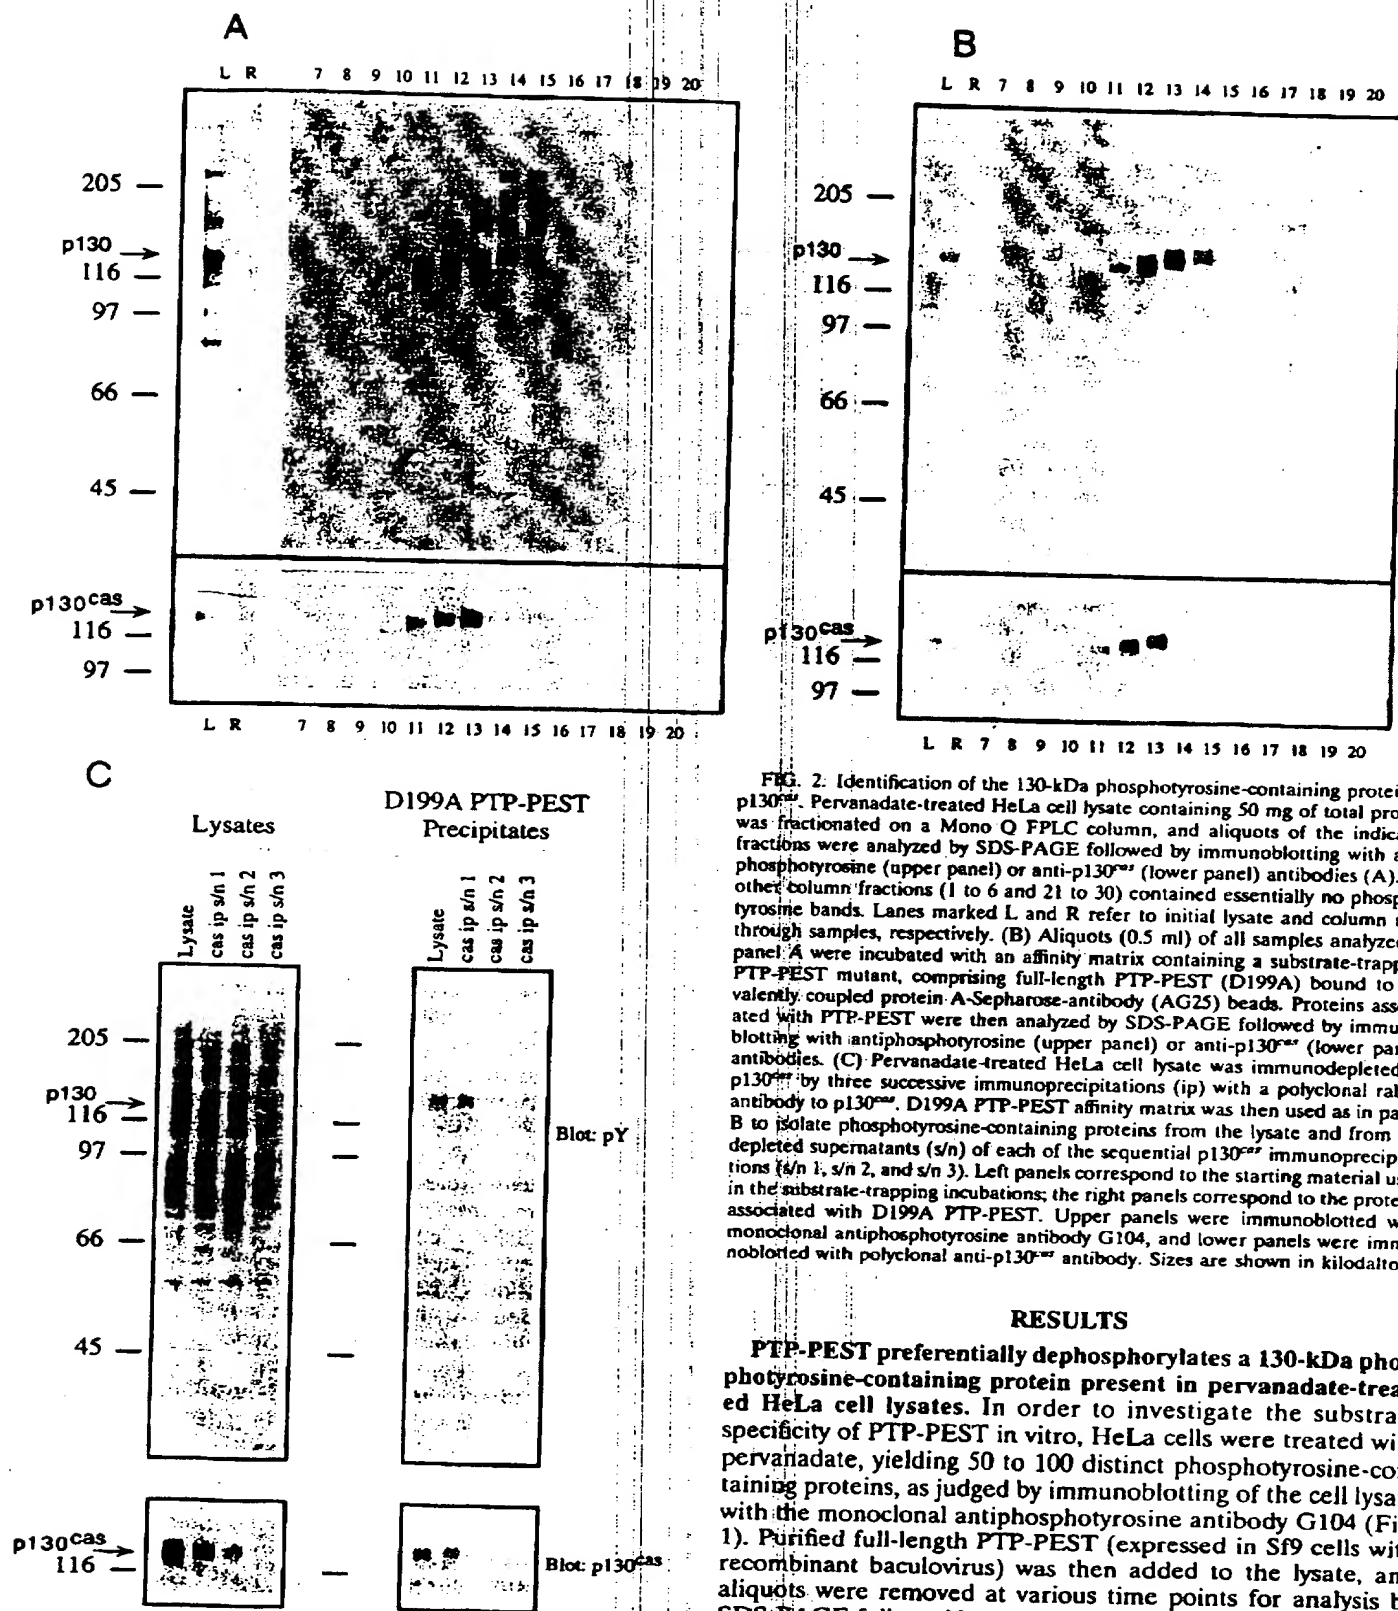 A
L R 7 8 9 10 11 12 13 14 15 16 17 18 19 20
205
p130
116
97
66
45
p130cas
116
97
L R 7 8 9 10 11 12 13 14 15 16 17 18 19 20
B
L R 7 8 9 10 11 12 13 14 15 16 17 18 19 20
205
p130
116
97
66
45
p130cas
116
97
L R 7 8 9 10 11 12 13 14 15 16 17 18 19 20
C
Lysates
D199A PTP-PEST
Precipitates
Lysate
cas ip s/n 1
cas ip s/n 2
cas ip s/n 3
Lysate
cas ip s/n 1
cas ip s/n 2
cas ip s/n 3
205
p130
116
97
66
45
Blot: pY
p130cas
116
Blot: p130cas
FIG. 2. Identification of the 130-kDa phosphotyrosine-containing protei
p130cas. Pervanadate-treated HeLa cell lysate containing 50 mg of total pro
was fractionated on a Mono Q FPLC column, and aliquots of the indica
fractions were analyzed by SDS-PAGE followed by immunoblotting with a
phosphotyrosine (upper panel) or anti-p130cas (lower panel) antibodies (A).
other column fractions (1 to 6 and 21 to 30) contained essentially no phosp
tyrosine bands. Lanes marked L and R refer to initial lysate and column
through samples, respectively. (B) Aliquots (0.5 ml) of all samples analyzed
panel A were incubated with an affinity matrix containing a substrate-trapp
PTP-PEST mutant, comprising full-length PTP-PEST (D199A) bound to
valently coupled protein A-Sepharose-antibody (AG25) beads. Proteins asso
ated with PTP-PEST were then analyzed by SDS-PAGE followed by immu
blotting with antiphosphotyrosine (upper panel) or anti-p130cas (lower par
antibodies. (C) Pervanadate-treated HeLa cell lysate was immunodepleted
p130cas by three successive immunoprecipitations (ip) with a polyclonal rab
antibody to p130cas. D199A PTP-PEST affinity matrix was then used as in pa
B to isolate phosphotyrosine-containing proteins from the lysate and from
depleted supernatants (s/n) of each of the sequential p130cas immunoprecip
tions (s/n 1, s/n 2, and s/n 3). Left panels correspond to the starting material u
in the substrate-trapping incubations; the right panels correspond to the prote
associated with D199A PTP-PEST. Upper panels were immunoblotted w
monoclonal antiphosphotyrosine antibody G104, and lower panels were imm
noblotted with polyclonal anti-p130cas antibody. Sizes are shown in kilodalto
RESULTS
PTP-PEST preferentially dephosphorylates a 130-kDa pho
photyrosine-containing protein present in pervanadate-trea
ed HeLa cell lysates. In order to investigate the substra
specificity of PTP-PEST in vitro, HeLa cells were treated wi
pervanadate, yielding 50 to 100 distinct phosphotyrosine-co
taining proteins, as judged by immunoblotting of the cell lysa
with the monoclonal antiphosphotyrosine antibody G104 (Fi
1). Purified full-length PTP-PEST (expressed in Sf9 cells wit
recombinant baculovirus) was then added to the lysate, an
aliquots were removed at various time points for analysis